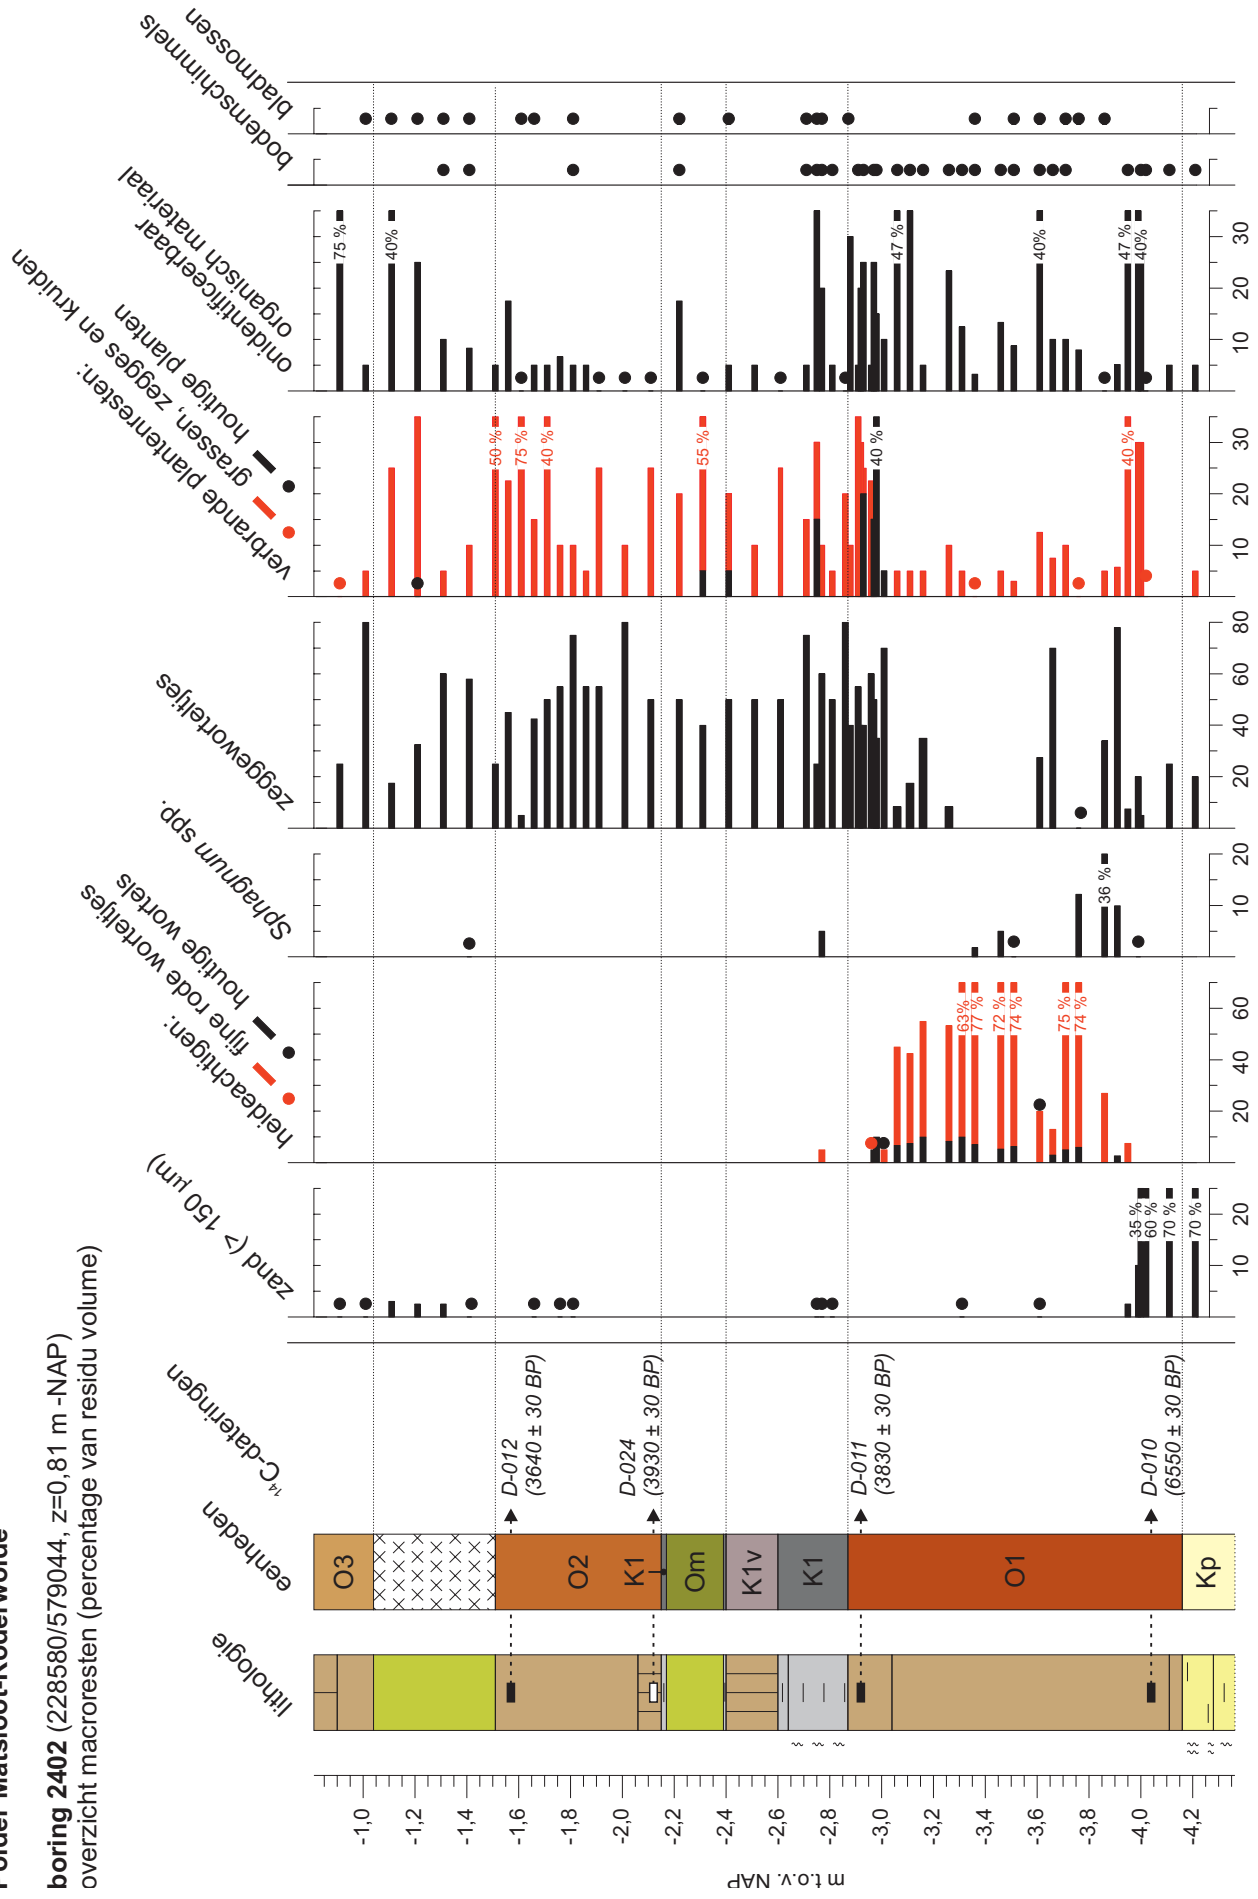 Polder Matsloot-Roderwolde
boring 2402 (228580/579044, z=0,81 m -NAP)
overzicht macroresten (percentage van residu volume)
m t.o.v. NAP
-1,0
-1,2
-1,4
-1,6
-1,8
-2,0
-2,2
-2,4
-2,6
-2,8
-3,0
-3,2
-3,4
-3,6
-3,8
-4,0
-4,2
lithologie
eenheden
O3
O2
K1
Om
K1v
K1
O1
Kp
14C-dateringen
D-012
(3640 ± 30 BP)
D-024
(3930 ± 30 BP)
D-011
(3830 ± 30 BP)
D-010
(6550 ± 30 BP)
zand (> 150 µm)
35 %
60 %
70 %
70 %
10
20
heideachtigen:
fijne rode worteltjes
houtige wortels
63%
77 %
72 %
74 %
75 %
74 %
20
40
60
Sphagnum spp.
36 %
10
20
zeggeworteltjes
20
40
60
80
verbrande plantenresten:
grassen, zegges en kruiden
houtige planten
50 %
75 %
40 %
55 %
40 %
40 %
10
20
30
onidentificeerbaar
organisch materiaal
75 %
40%
47 %
40%
47 %
40%
10
20
30
bodemschimmels
bladmossen